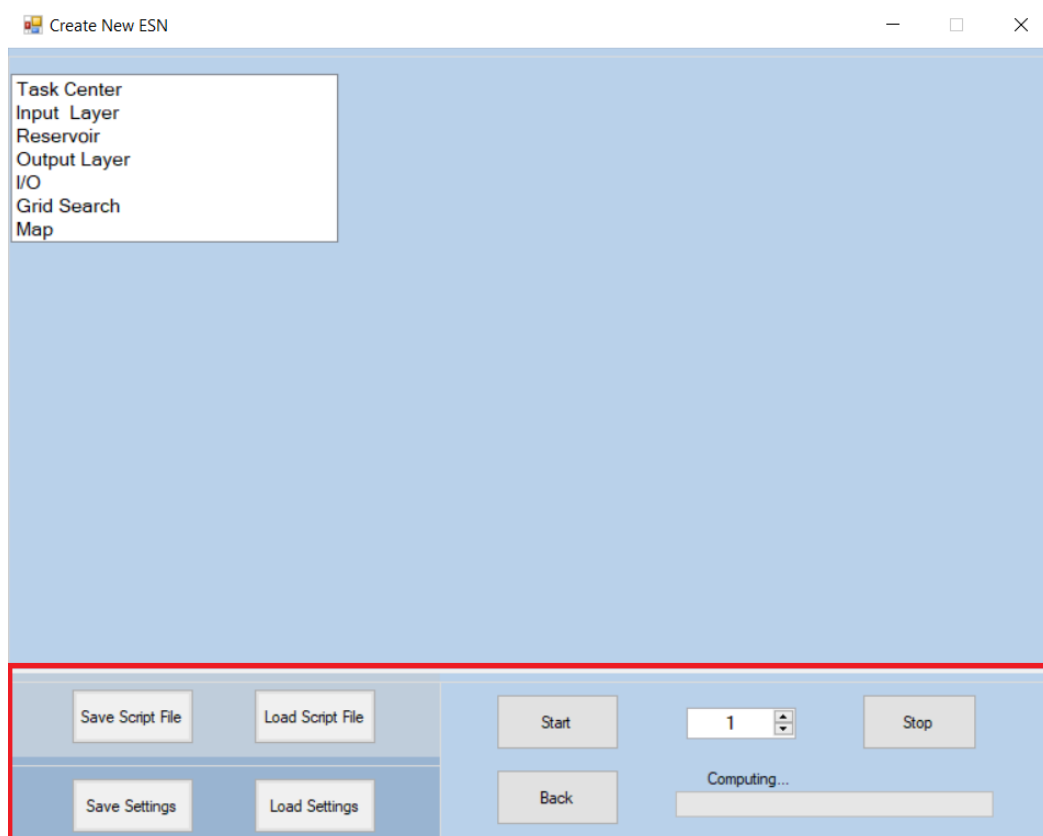 Create New ESN
Task Center
Input  Layer
Reservoir
Output Layer
I/O
Grid Search
Map
Save Script File
Load Script File
Start
1
Stop
Save Settings
Load Settings
Back
Computing...